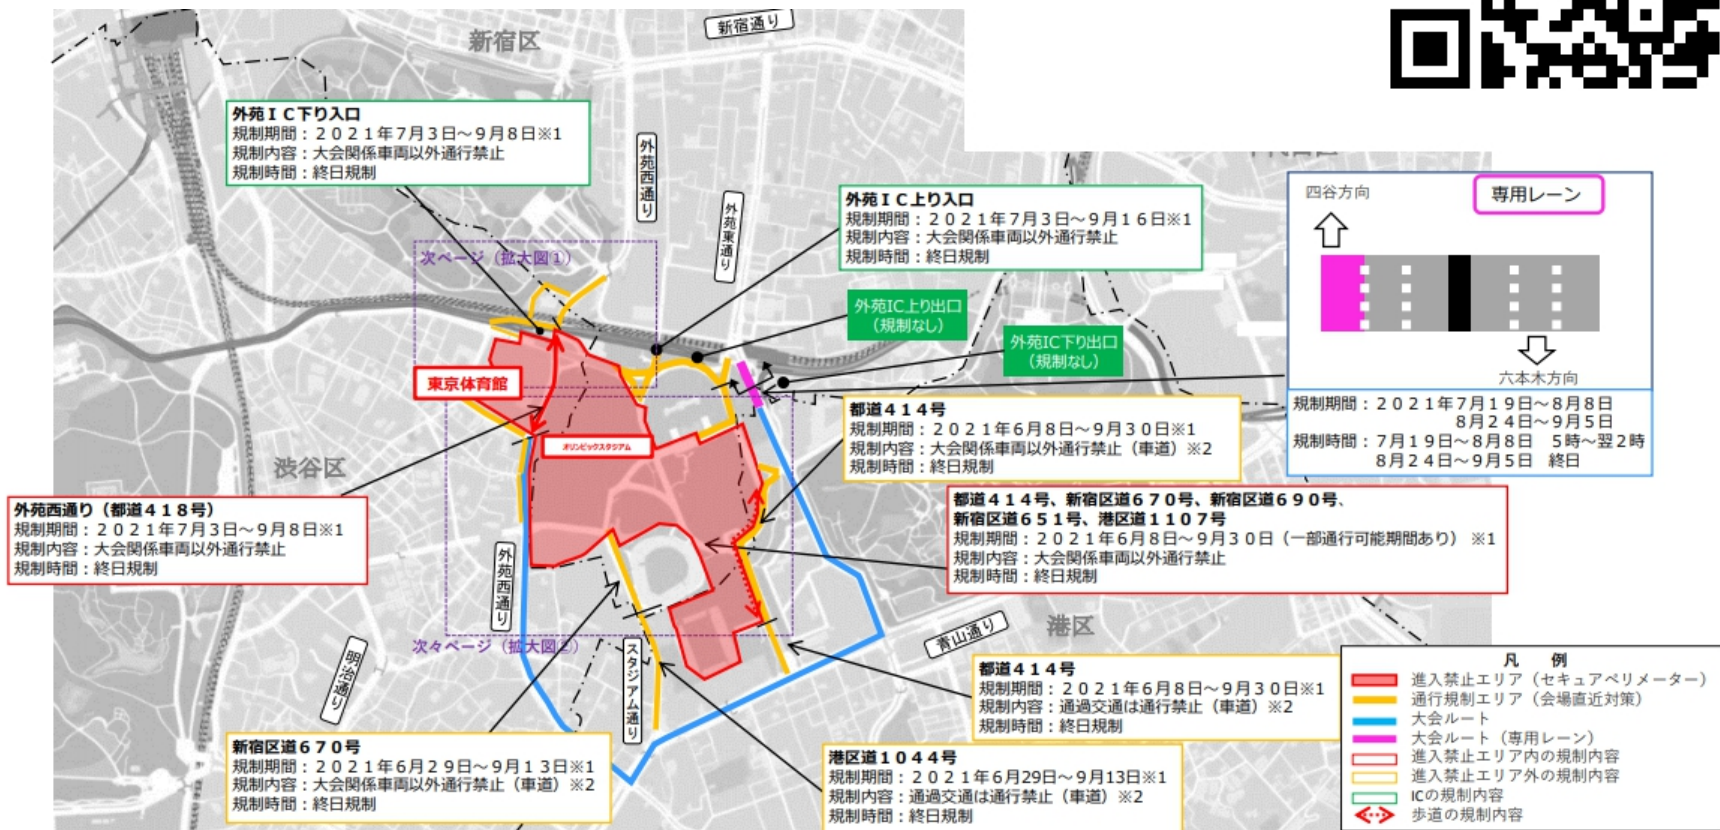 新宿区
新宿通り
外苑ＩＣ下り入口
規制期間：２０２１年７月３日～９月８日※1
規制内容：大会関係車両以外通行禁止
規制時間：終日規制
外苑西通り
外苑東通り
外苑ＩＣ上り入口
規制期間：２０２１年７月３日～９月１６日※1
規制内容：大会関係車両以外通行禁止
規制時間：終日規制
四谷方向
専用レーン
六本木方向
規制期間：２０２１年７月１９日～８月８日
８月２４日～９月５日
規制時間：７月１９日～８月８日　５時～翌２時
８月２４日～９月５日　終日
次ページ（拡大図①）
外苑IC上り出口
（規制なし）
外苑IC下り出口
（規制なし）
東京体育館
オリンピックスタジアム
都道４１４号
規制期間：２０２１年６月８日～９月３０日※1
規制内容：大会関係車両以外通行禁止（車道）※2
規制時間：終日規制
渋谷区
外苑西通り（都道４１８号）
規制期間：２０２１年７月３日～９月８日※1
規制内容：大会関係車両以外通行禁止
規制時間：終日規制
都道４１４号、新宿区道６７０号、新宿区道６９０号、
新宿区道６５１号、港区道１１０７号
規制期間：２０２１年６月８日～９月３０日（一部通行可能期間あり） ※1
規制内容：大会関係車両以外通行禁止
規制時間：終日規制
外苑西通り
港区
青山通り
次々ページ（拡大図②）
明治通り
スタジアム通り
都道４１４号
規制期間：２０２１年６月８日～９月３０日※1
規制内容：通過交通は通行禁止（車道）※2
規制時間：終日規制
新宿区道６７０号
規制期間：２０２１年６月２９日～９月１３日※1
規制内容：大会関係車両以外通行禁止（車道）※2
規制時間：終日規制
港区道１０４４号
規制期間：２０２１年６月29日～９月13日※1
規制内容：通過交通は通行禁止（車道）※2
規制時間：終日規制
凡　例
進入禁止エリア（セキュアペリメーター）
通行規制エリア（会場直近対策）
大会ルート
大会ルート（専用レーン）
進入禁止エリア内の規制内容
進入禁止エリア外の規制内容
ICの規制内容
歩道の規制内容